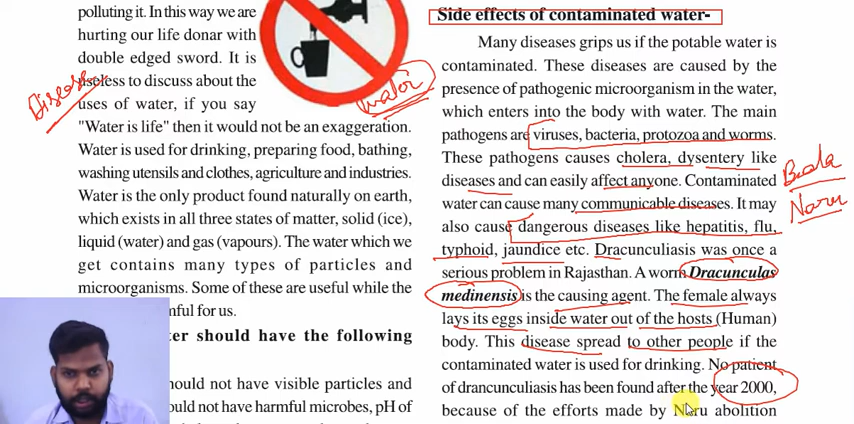 polluting it. In this way we are
hurting our life donar with
double edged sword. It is
useless to discuss about the
uses of water, if you say
"Water is life" then it would not be an exaggeration.
Water is used for drinking, preparing food, bathing,
washing utensils and clothes, agriculture and industries.
Water is the only product found naturally on earth,
which exists in all three states of matter, solid (ice),
liquid (water) and gas (vapours). The water which we
get contains many types of particles and
microorganisms. Some of these are useful while the
for us.
should have the following
should not have visible particles and
not have harmful microbes, pH of
Disease
water
Side effects of contaminated water-
Many diseases grips us if the potable water is
contaminated. These diseases are caused by the
presence of pathogenic microorganism in the water,
which enters into the body with water. The main
pathogens are viruses, bacteria, protozoa and worms.
These pathogens causes cholera, dysentery like
diseases and can easily affect anyone. Contaminated
water can cause many communicable diseases. It may
also cause dangerous diseases like hepatitis, flu,
typhoid, jaundice etc. Dracunculiasis was once a
serious problem in Rajasthan. A worm Dracunculas
medinensis is the causing agent. The female always
lays its eggs inside water out of the hosts (Human)
body. This disease spread to other people if the
contaminated water is used for drinking. No patient
of drancunculiasis has been found after the year 2000,
because of the efforts made by Naru abolition
Naru